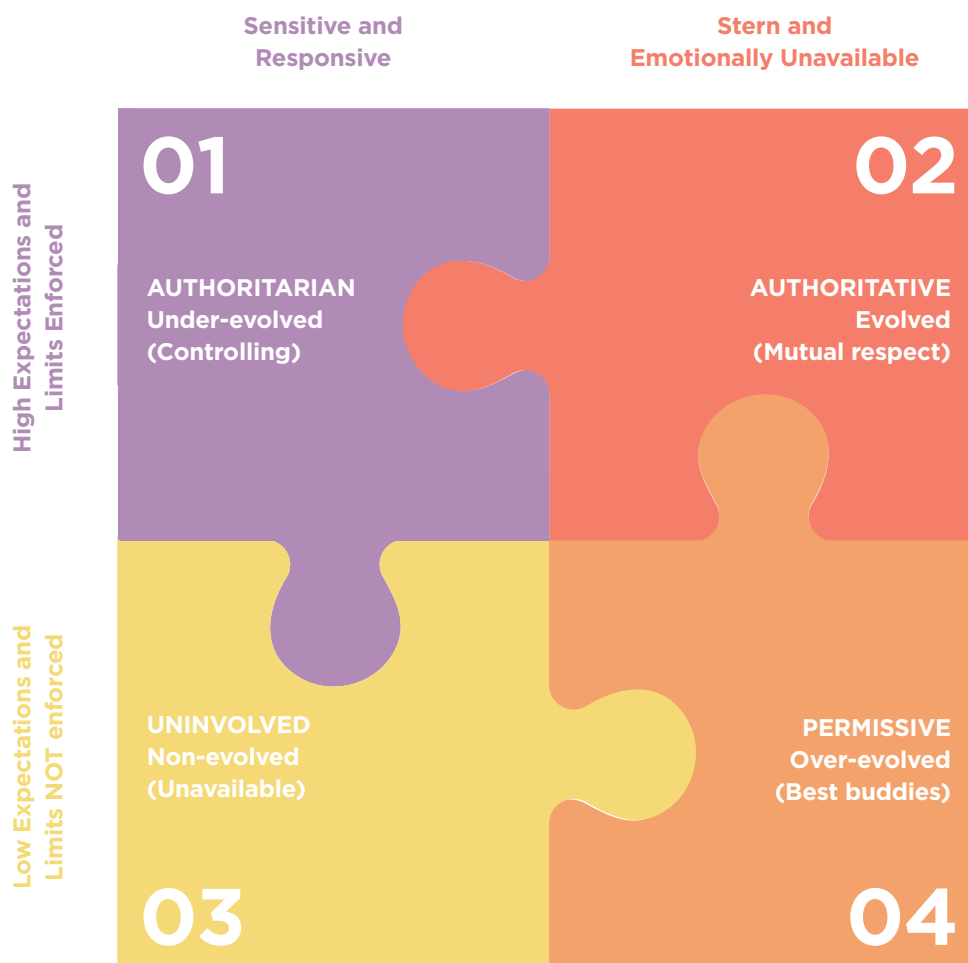 Sensitive and
Responsive
Stern and
Emotionally Unavailable
High Expectations and
Limits Enforced
01
AUTHORITARIAN
Under-evolved
(Controlling)
02
AUTHORITATIVE
Evolved
(Mutual respect)
Low Expectations and
Limits NOT enforced
UNINVOLVED
Non-evolved
(Unavailable)
03
PERMISSIVE
Over-evolved
(Best buddies)
04